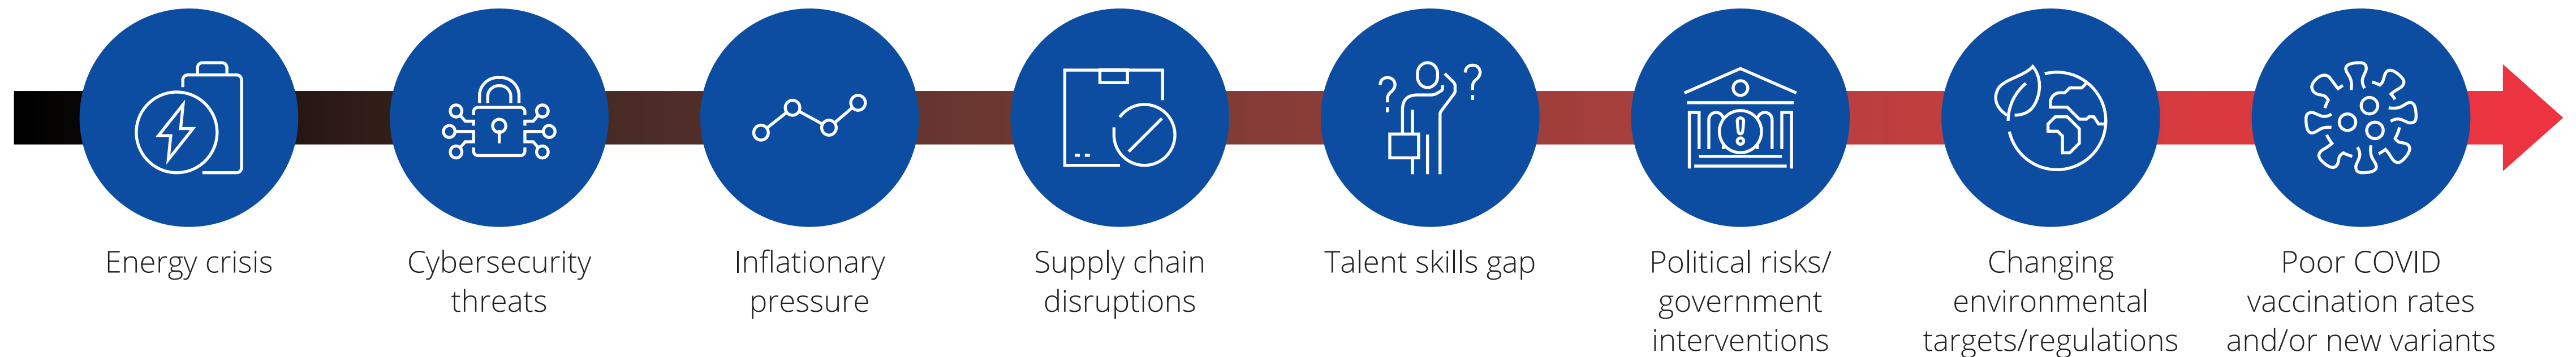 Energy crisis
Cybersecurity
threats
Inflationary
pressure
Supply chain
disruptions
Talent skills gap
Political risks/
government
interventions
Changing
environmental
targets/regulations
Poor COVID
vaccination rates
and/or new variants